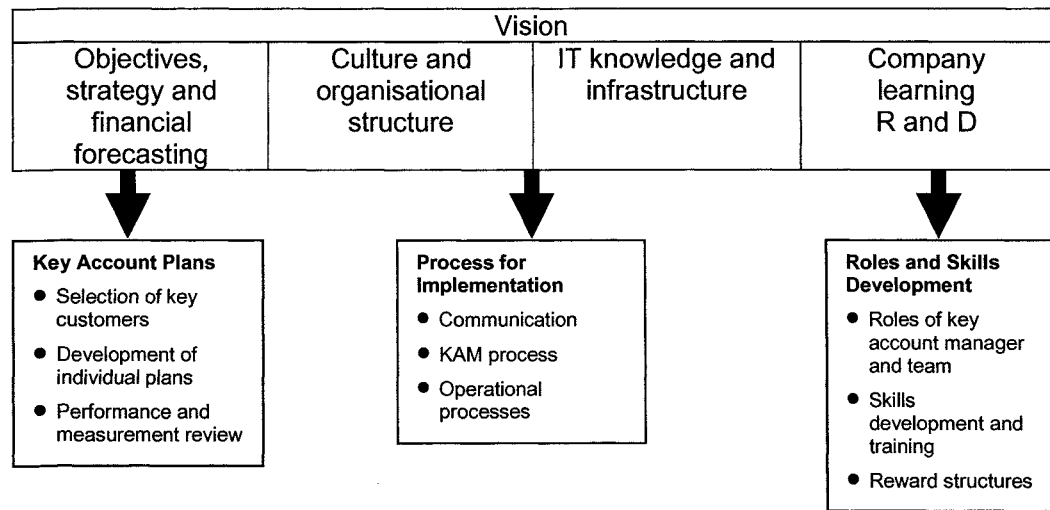 Vision
Objectives,
strategy and
financial
forecasting
Culture and
organisational
structure
IT knowledge and
infrastructure
Company
learning
R and D
Key Account Plans
● Selection of key
customers
● Development of
individual plans
● Performance and
measurement review
Process for
Implementation
● Communication
● KAM process
● Operational
processes
Roles and Skills
Development
● Roles of key
account manager
and team
● Skills
development and
training
● Reward structures